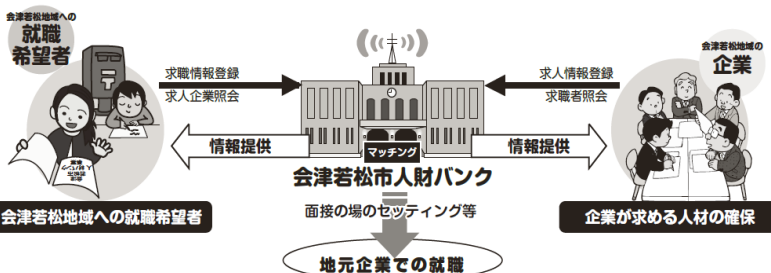 会津若松地域への
就職
希望者
求職情報登録
求人企業照会
情報提供
会津若松地域への就職希望者
マッチング
会津若松市人財バンク
面接の場のセッティング等
地元企業での就職
求人情報登録
求職者照会
情報提供
会津若松地域の
企業
企業が求める人材の確保